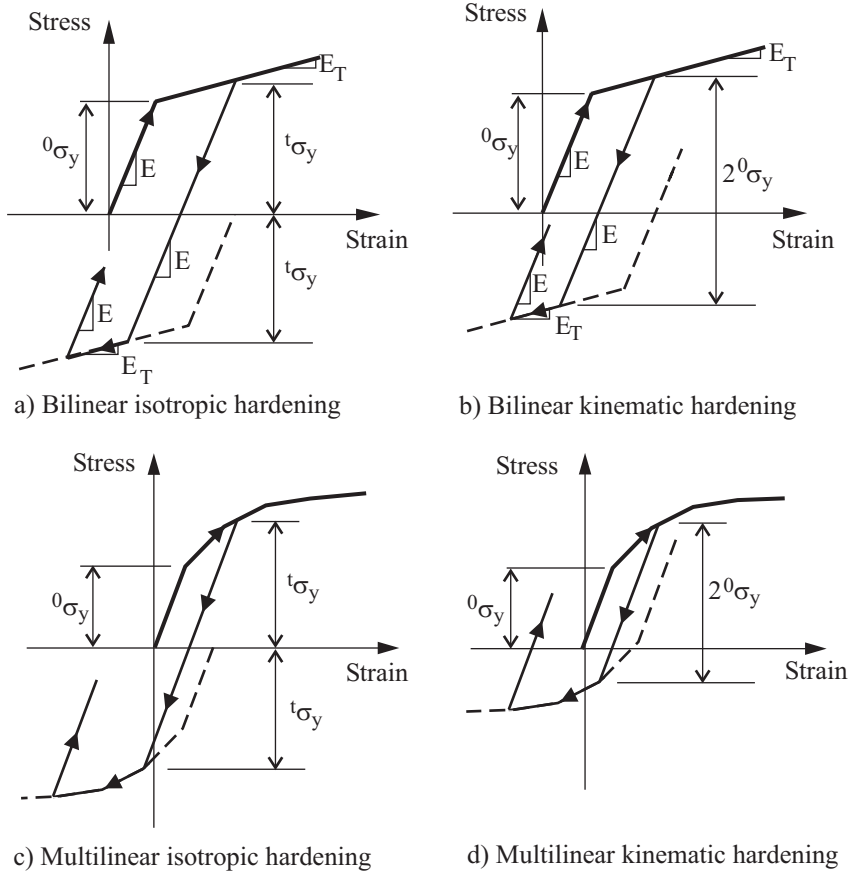 Stress
E_T
⁰σ_y
E
ᵗσ_y
Strain
E
ᵗσ_y
E
E_T
a) Bilinear isotropic hardening
Stress
E_T
⁰σ_y
E
2⁰σ_y
Strain
E
E
E_T
b) Bilinear kinematic hardening
Stress
⁰σ_y
ᵗσ_y
Strain
ᵗσ_y
c) Multilinear isotropic hardening
Stress
⁰σ_y
2⁰σ_y
Strain
d) Multilinear kinematic hardening